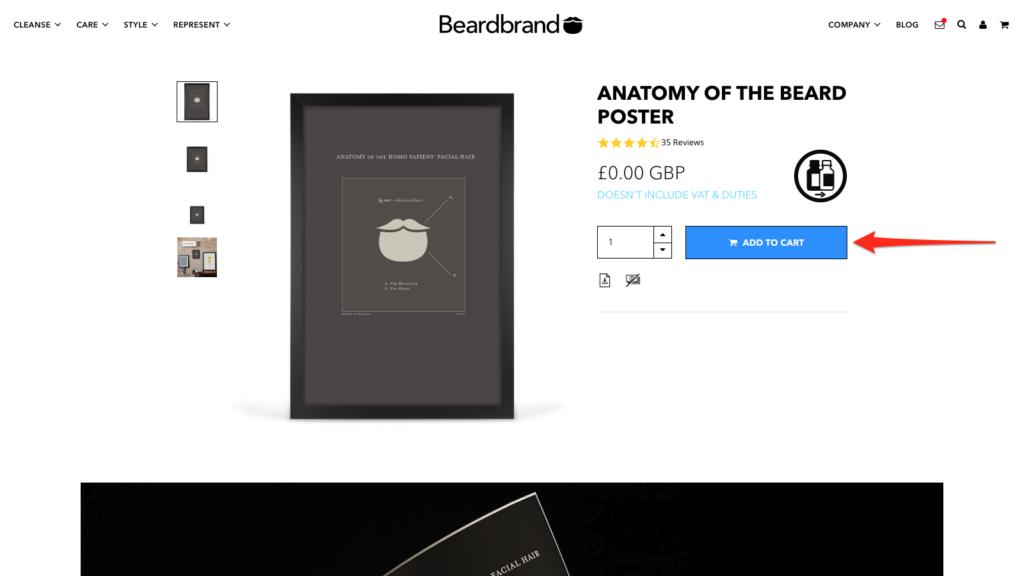 CLEANSE CARE STYLE REPRESENT
Beardbrand
COMPANY BLOG
ANATOMY OF THE BEARD
POSTER
35 Reviews
£0.00 GBP
DOESN'T INCLUDE VAT & DUTIES
1
ADD TO CART
ANATOMY OF THE HOMO SAPIENS' FACIAL HAIR
A. The Moustache
B. The Beard
FACIAL HAIR